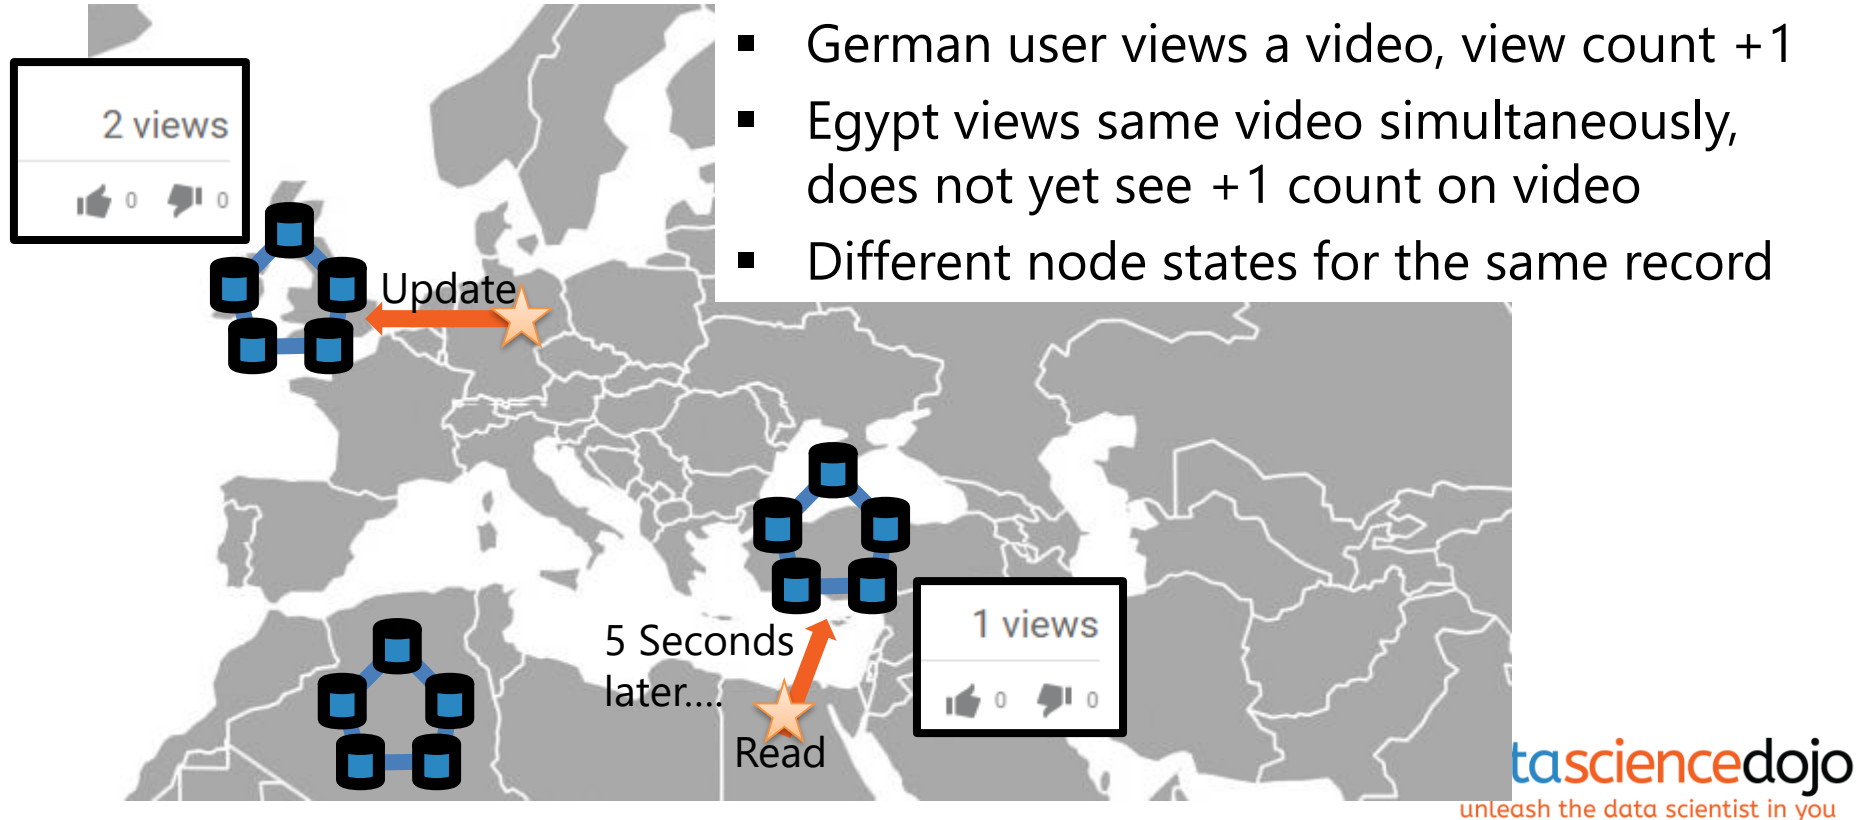 German user views a video, view count +1
Egypt views same video simultaneously,
does not yet see +1 count on video
Different node states for the same record
2 views
0 0
Update
5 Seconds
later....
Read
1 views
0 0
tasciencedojo
unleash the data scientist in you